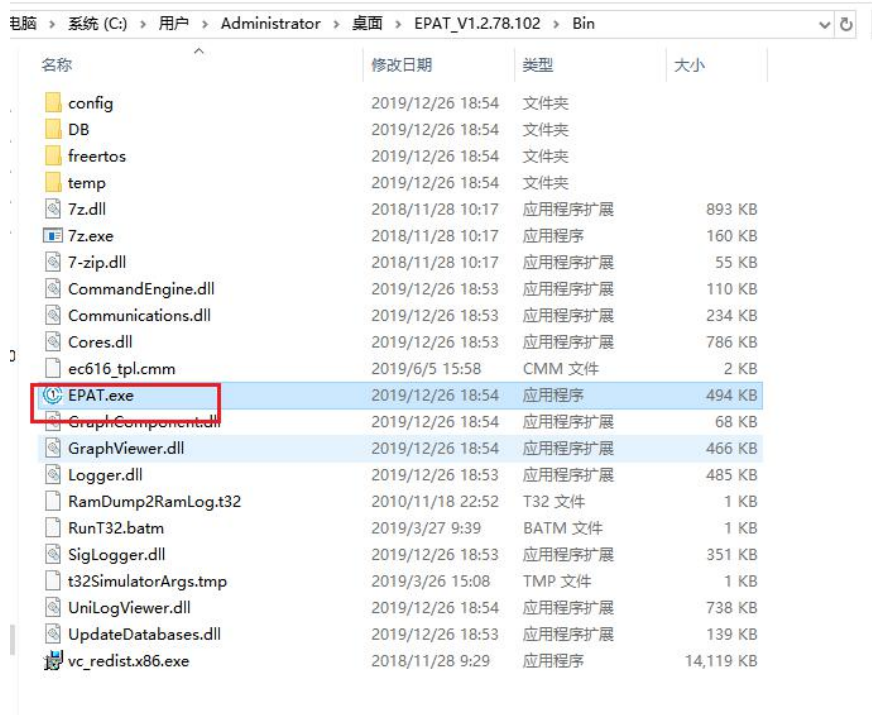 电脑 › 系统 (C:) › 用户 › Administrator › 桌面 › EPAT_V1.2.78.102 › Bin
名称 修改日期 类型 大小
config 2019/12/26 18:54 文件夹
DB 2019/12/26 18:54 文件夹
freertos 2019/12/26 18:54 文件夹
temp 2019/12/26 18:54 文件夹
7z.dll 2018/11/28 10:17 应用程序扩展 893 KB
7z.exe 2018/11/28 10:17 应用程序 160 KB
7-zip.dll 2018/11/28 10:17 应用程序扩展 55 KB
CommandEngine.dll 2019/12/26 18:53 应用程序扩展 110 KB
Communications.dll 2019/12/26 18:53 应用程序扩展 234 KB
Cores.dll 2019/12/26 18:53 应用程序扩展 786 KB
ec616_tpl.cmm 2019/6/5 15:58 CMM 文件 2 KB
EPAT.exe 2019/12/26 18:54 应用程序 494 KB
GraphComponent.dll 2019/12/26 18:54 应用程序扩展 68 KB
GraphViewer.dll 2019/12/26 18:54 应用程序扩展 466 KB
Logger.dll 2019/12/26 18:53 应用程序扩展 485 KB
RamDump2RamLog.t32 2010/11/18 22:52 T32 文件 1 KB
RunT32.batm 2019/3/27 9:39 BATM 文件 1 KB
SigLogger.dll 2019/12/26 18:53 应用程序扩展 351 KB
t32SimulatorArgs.tmp 2019/3/26 15:08 TMP 文件 1 KB
UniLogViewer.dll 2019/12/26 18:54 应用程序扩展 738 KB
UpdateDatabases.dll 2019/12/26 18:53 应用程序扩展 139 KB
vc_redist.x86.exe 2018/11/28 9:29 应用程序 14,119 KB